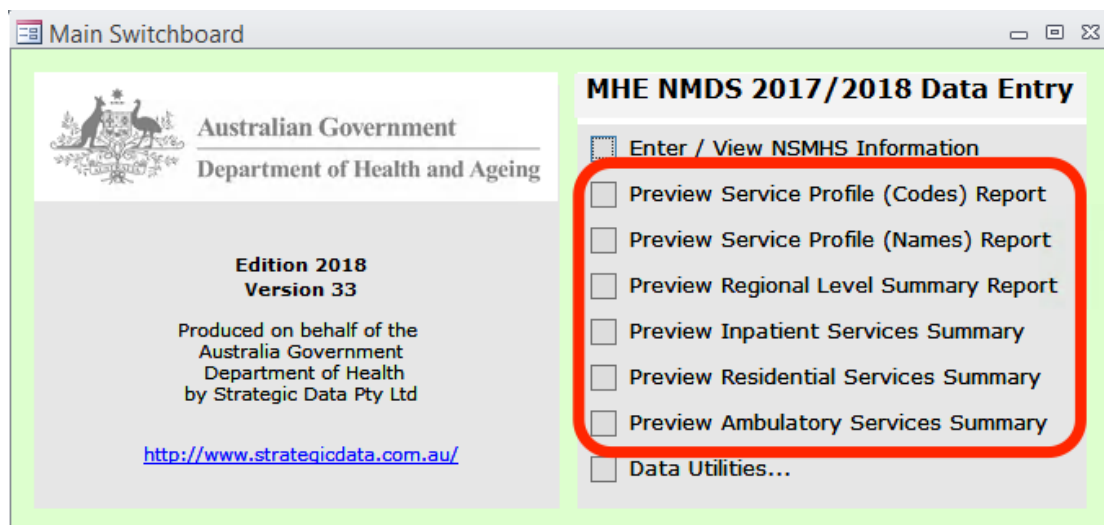 Main Switchboard
Australian Government
Department of Health and Ageing
Edition 2018
Version 33
Produced on behalf of the
Australia Government
Department of Health
by Strategic Data Pty Ltd
http://www.strategicdata.com.au/
MHE NMDS 2017/2018 Data Entry
Enter / View NSMHS Information
Preview Service Profile (Codes) Report
Preview Service Profile (Names) Report
Preview Regional Level Summary Report
Preview Inpatient Services Summary
Preview Residential Services Summary
Preview Ambulatory Services Summary
Data Utilities...